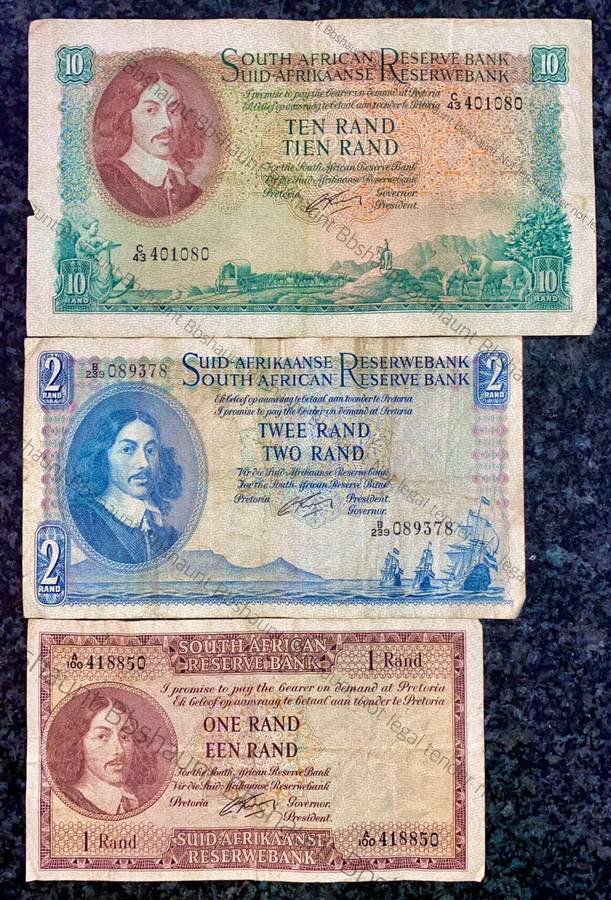 10
SOUTH AFRICAN RESERVE BANK
SUID-AFRIKAANSE RESERWEBANK
10
I promise to pay the bearer on demand at Pretoria
Ek beloof op aanvraag te betaal aan toonder te Pretoria
C/43 401080
TEN RAND
TIEN RAND
For the South African Reserve Bank
Vir die Suid-Afrikaanse Reserwebank
Pretoria
Governor.
President.
C/43 401080
10
RAND
10
RAND
2
RAND
B/239 089378
SUID AFRIKAANSE RESERWEBANK
SOUTH AFRICAN RESERVE BANK
2
RAND
Ek beloof op aanvraag te betaal aan toonder te Pretoria
I promise to pay the bearer on demand at Pretoria
TWEE RAND
TWO RAND
Vir die Suid-Afrikaanse Reserwebank
For the South African Reserve Bank
Pretoria
President.
Governor.
B/239 089378
2
RAND
A/100 418850
SOUTH AFRICAN
RESERVE BANK
1 Rand
I promise to pay the bearer on demand at Pretoria
Ek beloof op aanvraag te betaal aan toonder te Pretoria
ONE RAND
EEN RAND
For the South African Reserve Bank
Vir die Suid-Afrikaanse Reserwebank
Pretoria
Governor.
President.
1 Rand
SUID-AFRIKAANSE
RESERWEBANK
A/100 418850